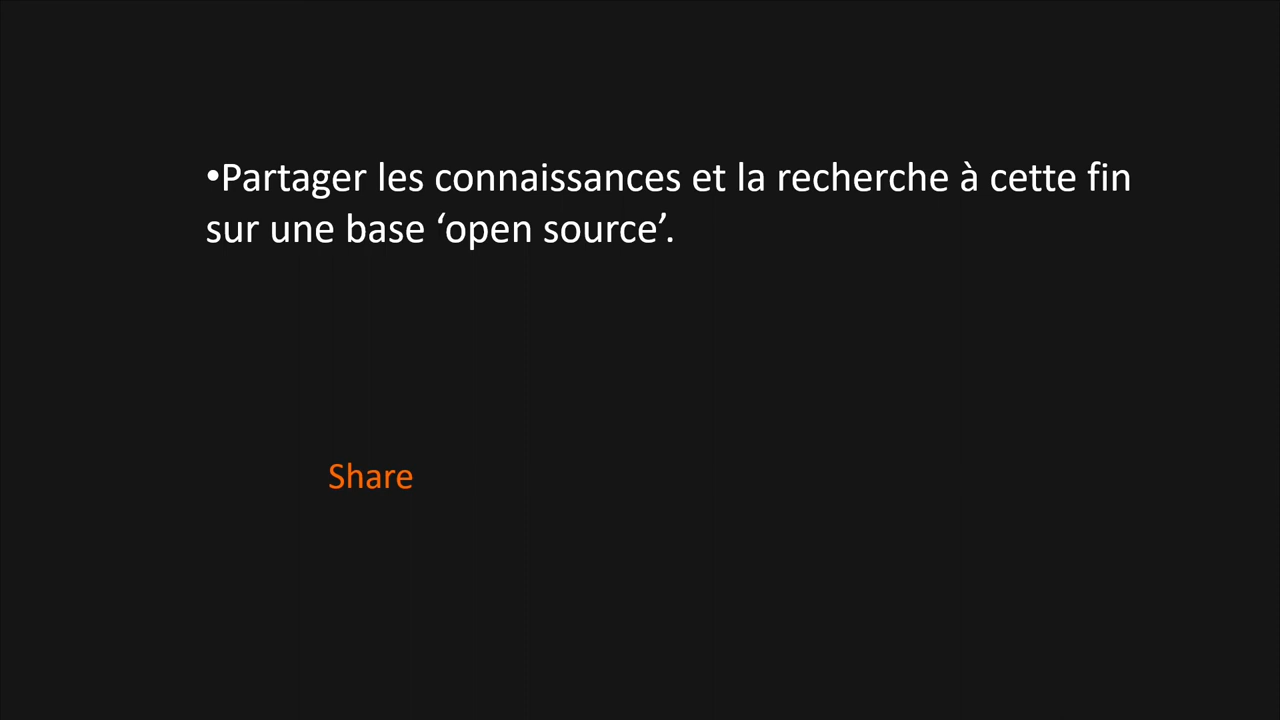 •Partager les connaissances et la recherche à cette fin
sur une base ‘open source’.
Share